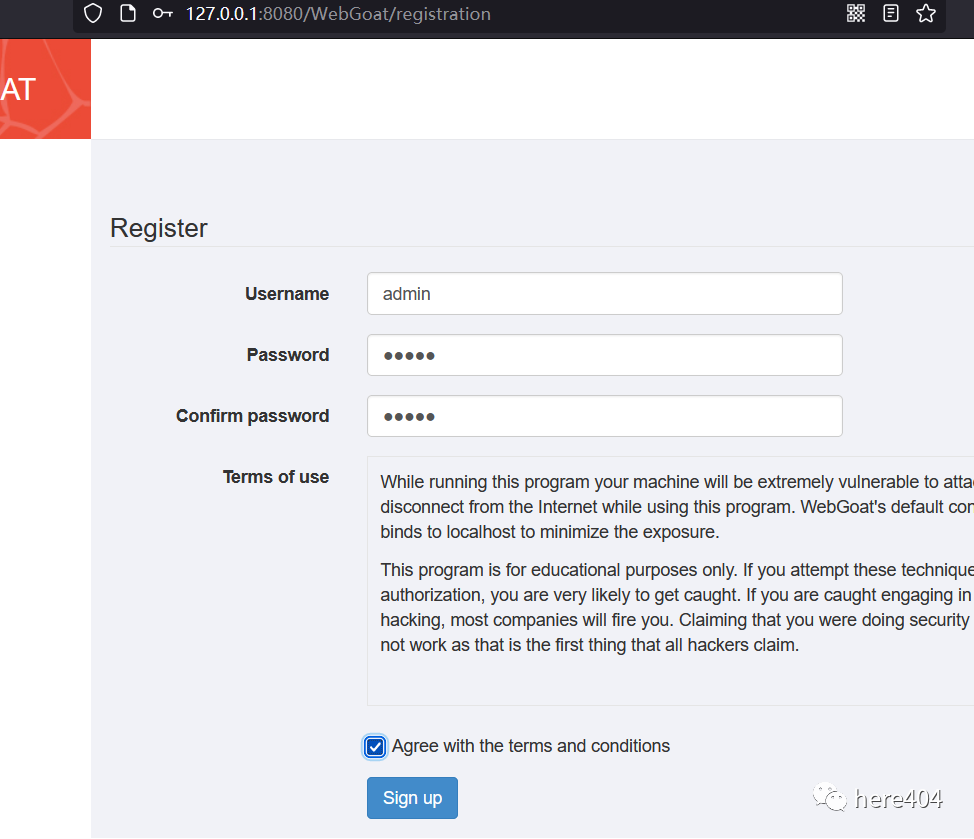 127.0.0.1:8080/WebGoat/registration
AT
Register
Username
admin
Password
•••••
Confirm password
•••••
Terms of use
While running this program your machine will be extremely vulnerable to atta
disconnect from the Internet while using this program. WebGoat's default con
binds to localhost to minimize the exposure.
This program is for educational purposes only. If you attempt these technique
authorization, you are very likely to get caught. If you are caught engaging in
hacking, most companies will fire you. Claiming that you were doing security
not work as that is the first thing that all hackers claim.
Agree with the terms and conditions
Sign up
here404